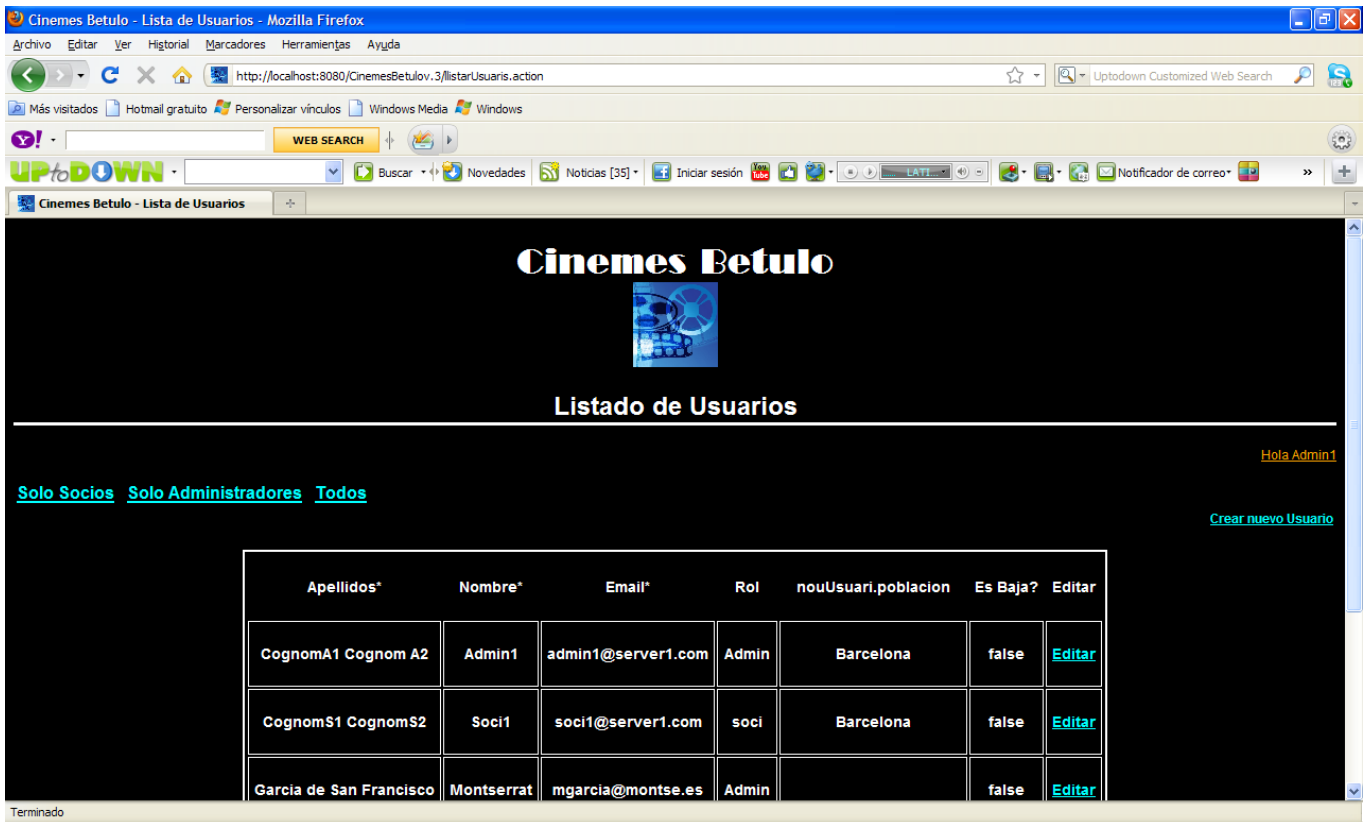 Cinemes Betulo - Lista de Usuarios - Mozilla Firefox
Archivo Editar Ver Historial Marcadores Herramientas Ayuda
http://localhost:8080/CinemesBetulov.3/llistarUsuaris.action
Uptodown Customized Web Search
Más visitados Hotmail gratuito Personalizar vínculos Windows Media Windows
Y! WEB SEARCH
UPtoDOWN Buscar Novedades Noticias [35] Iniciar sesión You Tube LATI... Notificador de correo
Cinemes Betulo - Lista de Usuarios
Cinemes Betulo
Listado de Usuarios
Hola Admin1
Solo Socios Solo Administradores Todos
Crear nuevo Usuario
Apellidos* Nombre* Email* Rol nouUsuari.poblacion Es Baja? Editar
CognomA1 Cognom A2 Admin1 admin1@server1.com Admin Barcelona false Editar
CognomS1 CognomS2 Soci1 soci1@server1.com soci Barcelona false Editar
Garcia de San Francisco Montserrat mgarcia@montse.es Admin false Editar
Terminado